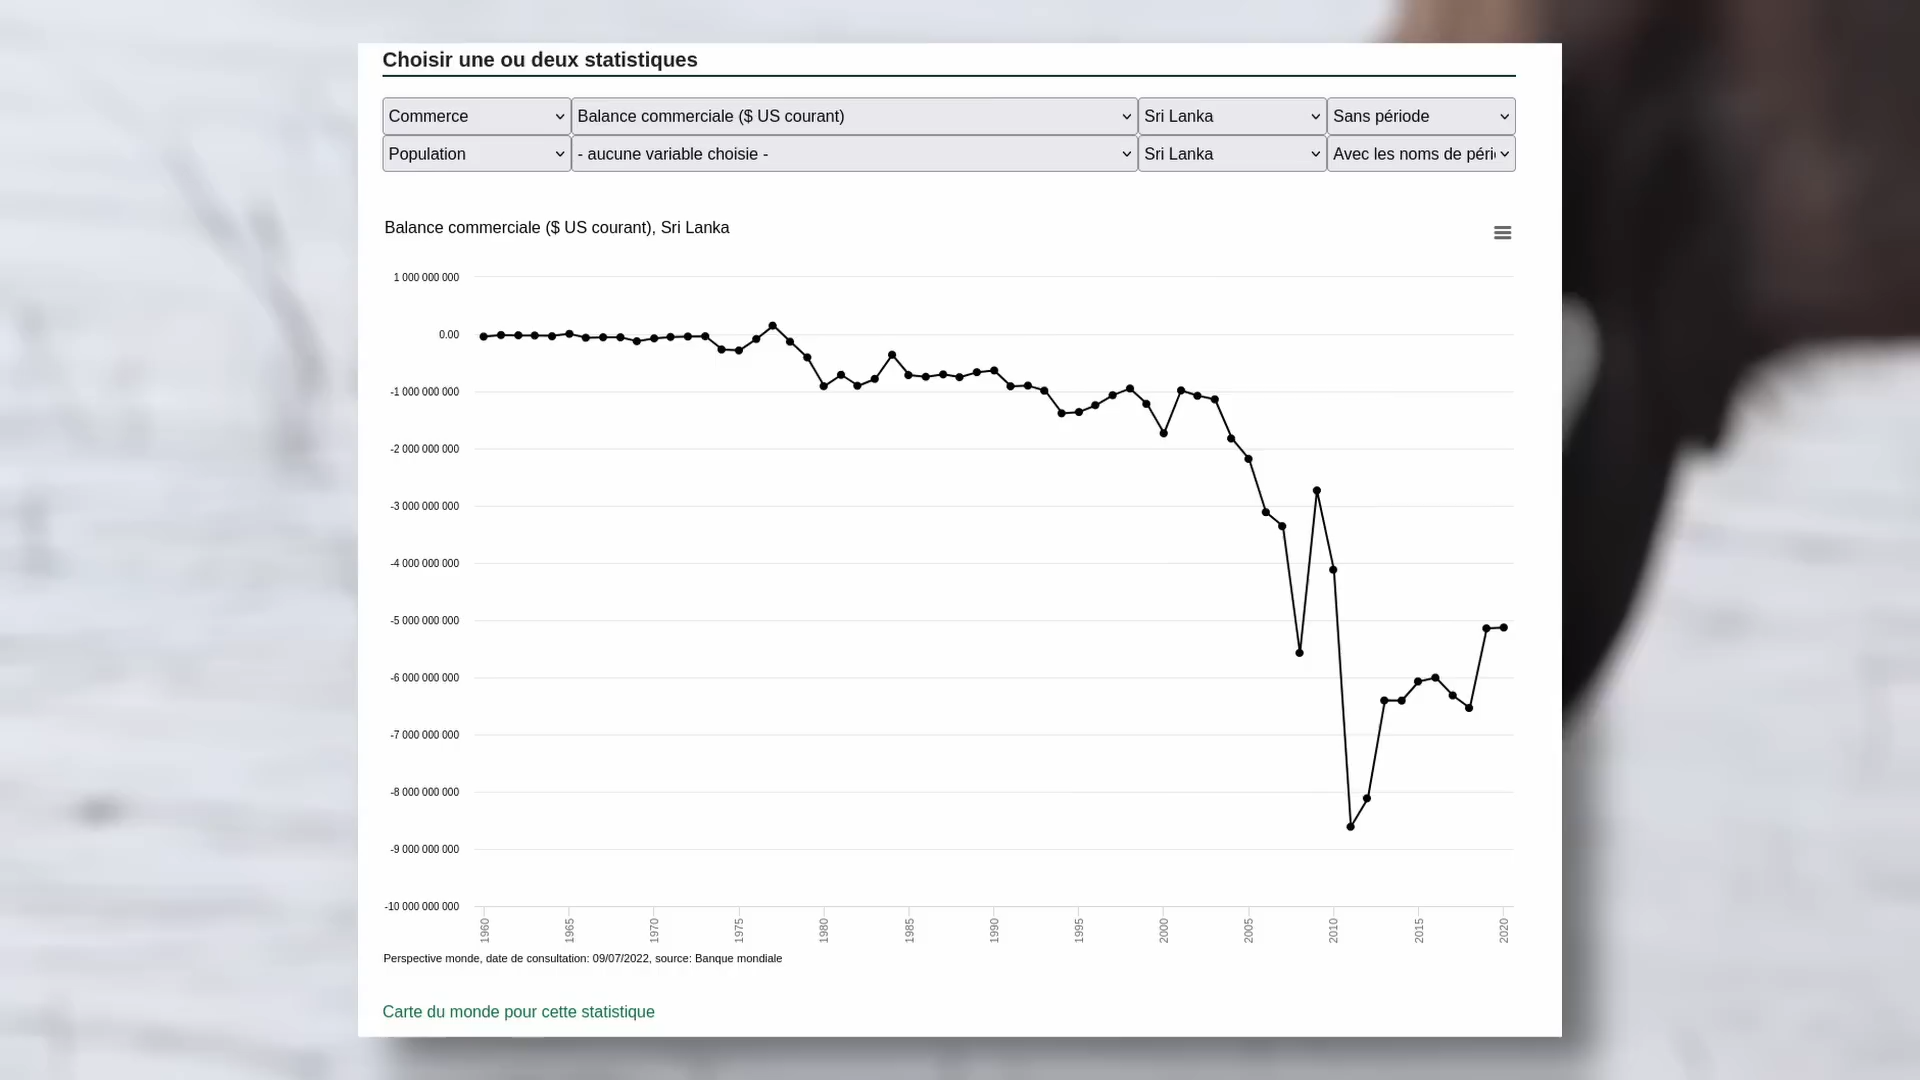 Choisir une ou deux statistiques
Commerce Balance commerciale ($ US courant) Sri Lanka Sans période
Population - aucune variable choisie - Sri Lanka Avec les noms de péri
Balance commerciale ($ US courant), Sri Lanka
1 000 000 000
0.00
-1 000 000 000
-2 000 000 000
-3 000 000 000
-4 000 000 000
-5 000 000 000
-6 000 000 000
-7 000 000 000
-8 000 000 000
-9 000 000 000
-10 000 000 000
1960 1965 1970 1975 1980 1985 1990 1995 2000 2005 2010 2015 2020
Perspective monde, date de consultation: 09/07/2022, source: Banque mondiale
Carte du monde pour cette statistique